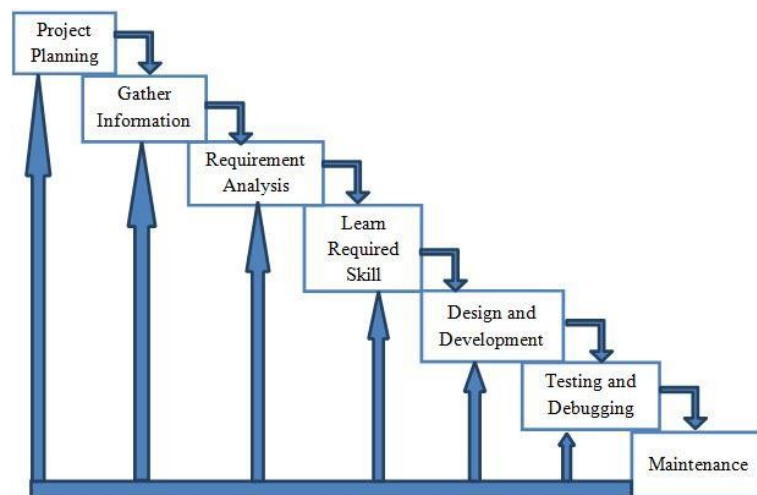 Project
Planning
Gather
Information
Requirement
Analysis
Learn
Required
Skill
Design and
Development
Testing and
Debugging
Maintenance